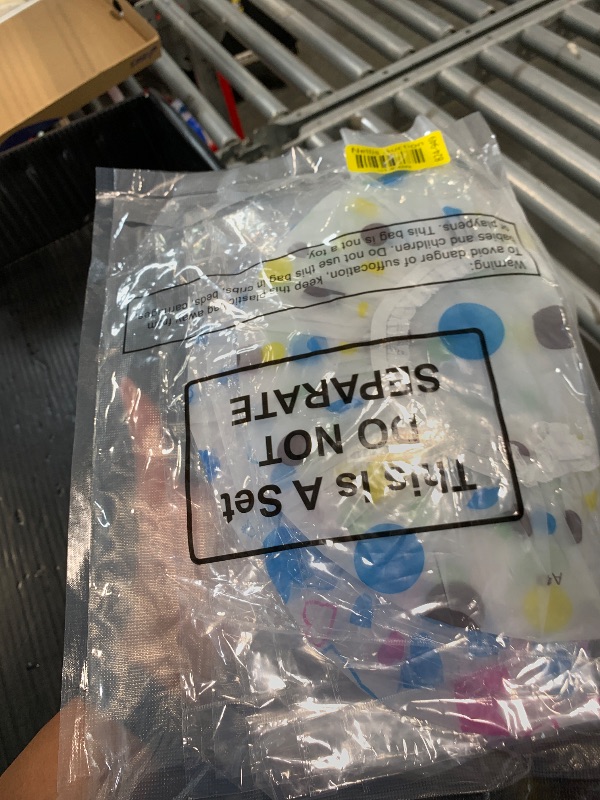 This is A Set
DO NOT
SEPARATE
Warning:
To avoid danger of suffocation, keep this plastic bag away from
babies and children. Do not use this bag in cribs, beds, carriages
or playpens. This bag is not a toy.